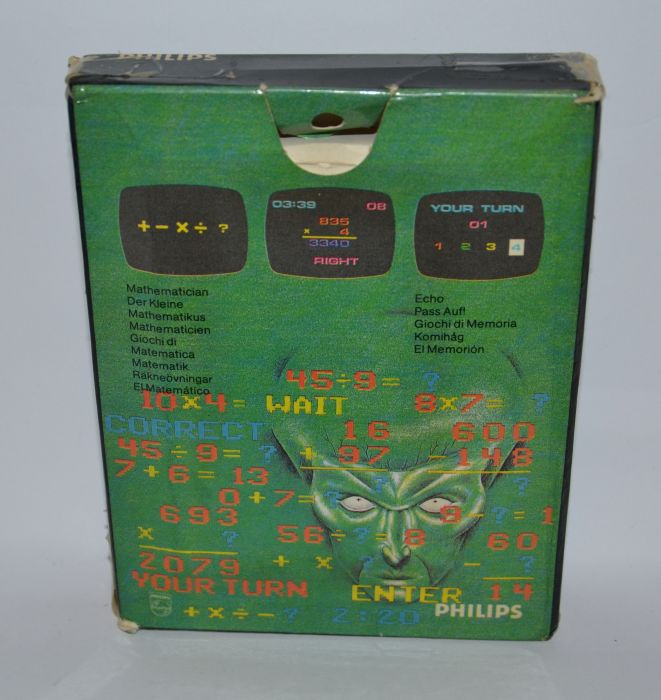 PHILIPS
+ − × ÷ ?
03:39 08
835
× 4
3340
RIGHT
YOUR TURN
01
1 2 3 4
Mathematician
Der Kleine
Mathematikus
Mathematicien
Giochi di
Matematica
Matematik
Räkneövningar
El Matemático
Echo
Pass Auf!
Giochi di Memoria
Komihåg
El Memorión
45÷9= ?
10×4= WAIT 8×7= ?
CORRECT 16 600
45÷9= ? + 97 −148
7+6= 13 ? ?
0+7= ?
693 9−?= 1
× ? 56÷?= 8 60
2079 + × ? − ?
YOUR TURN ENTER 14
PHILIPS
+×÷−? 2:20